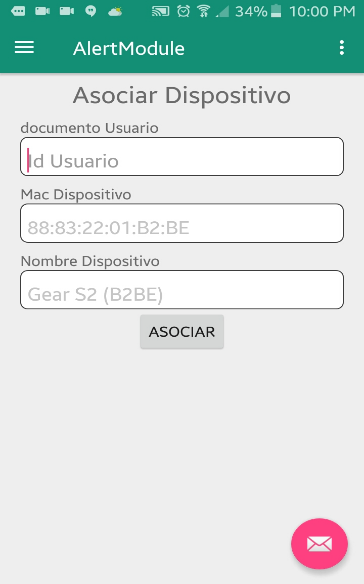 34% 10:00 PM
AlertModule
Asociar Dispositivo
documento Usuario
Id Usuario
Mac Dispositivo
88:83:22:01:B2:BE
Nombre Dispositivo
Gear S2 (B2BE)
ASOCIAR